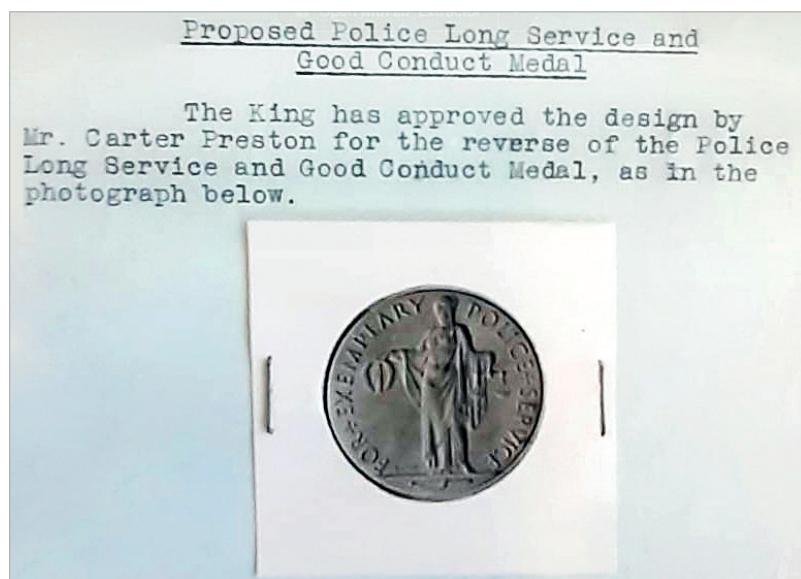 Proposed Police Long Service and
Good Conduct Medal
The King has approved the design by
Mr. Carter Preston for the reverse of the Police
Long Service and Good Conduct Medal, as in the
photograph below.
FOR EXEMPLARY POLICE SERVICE